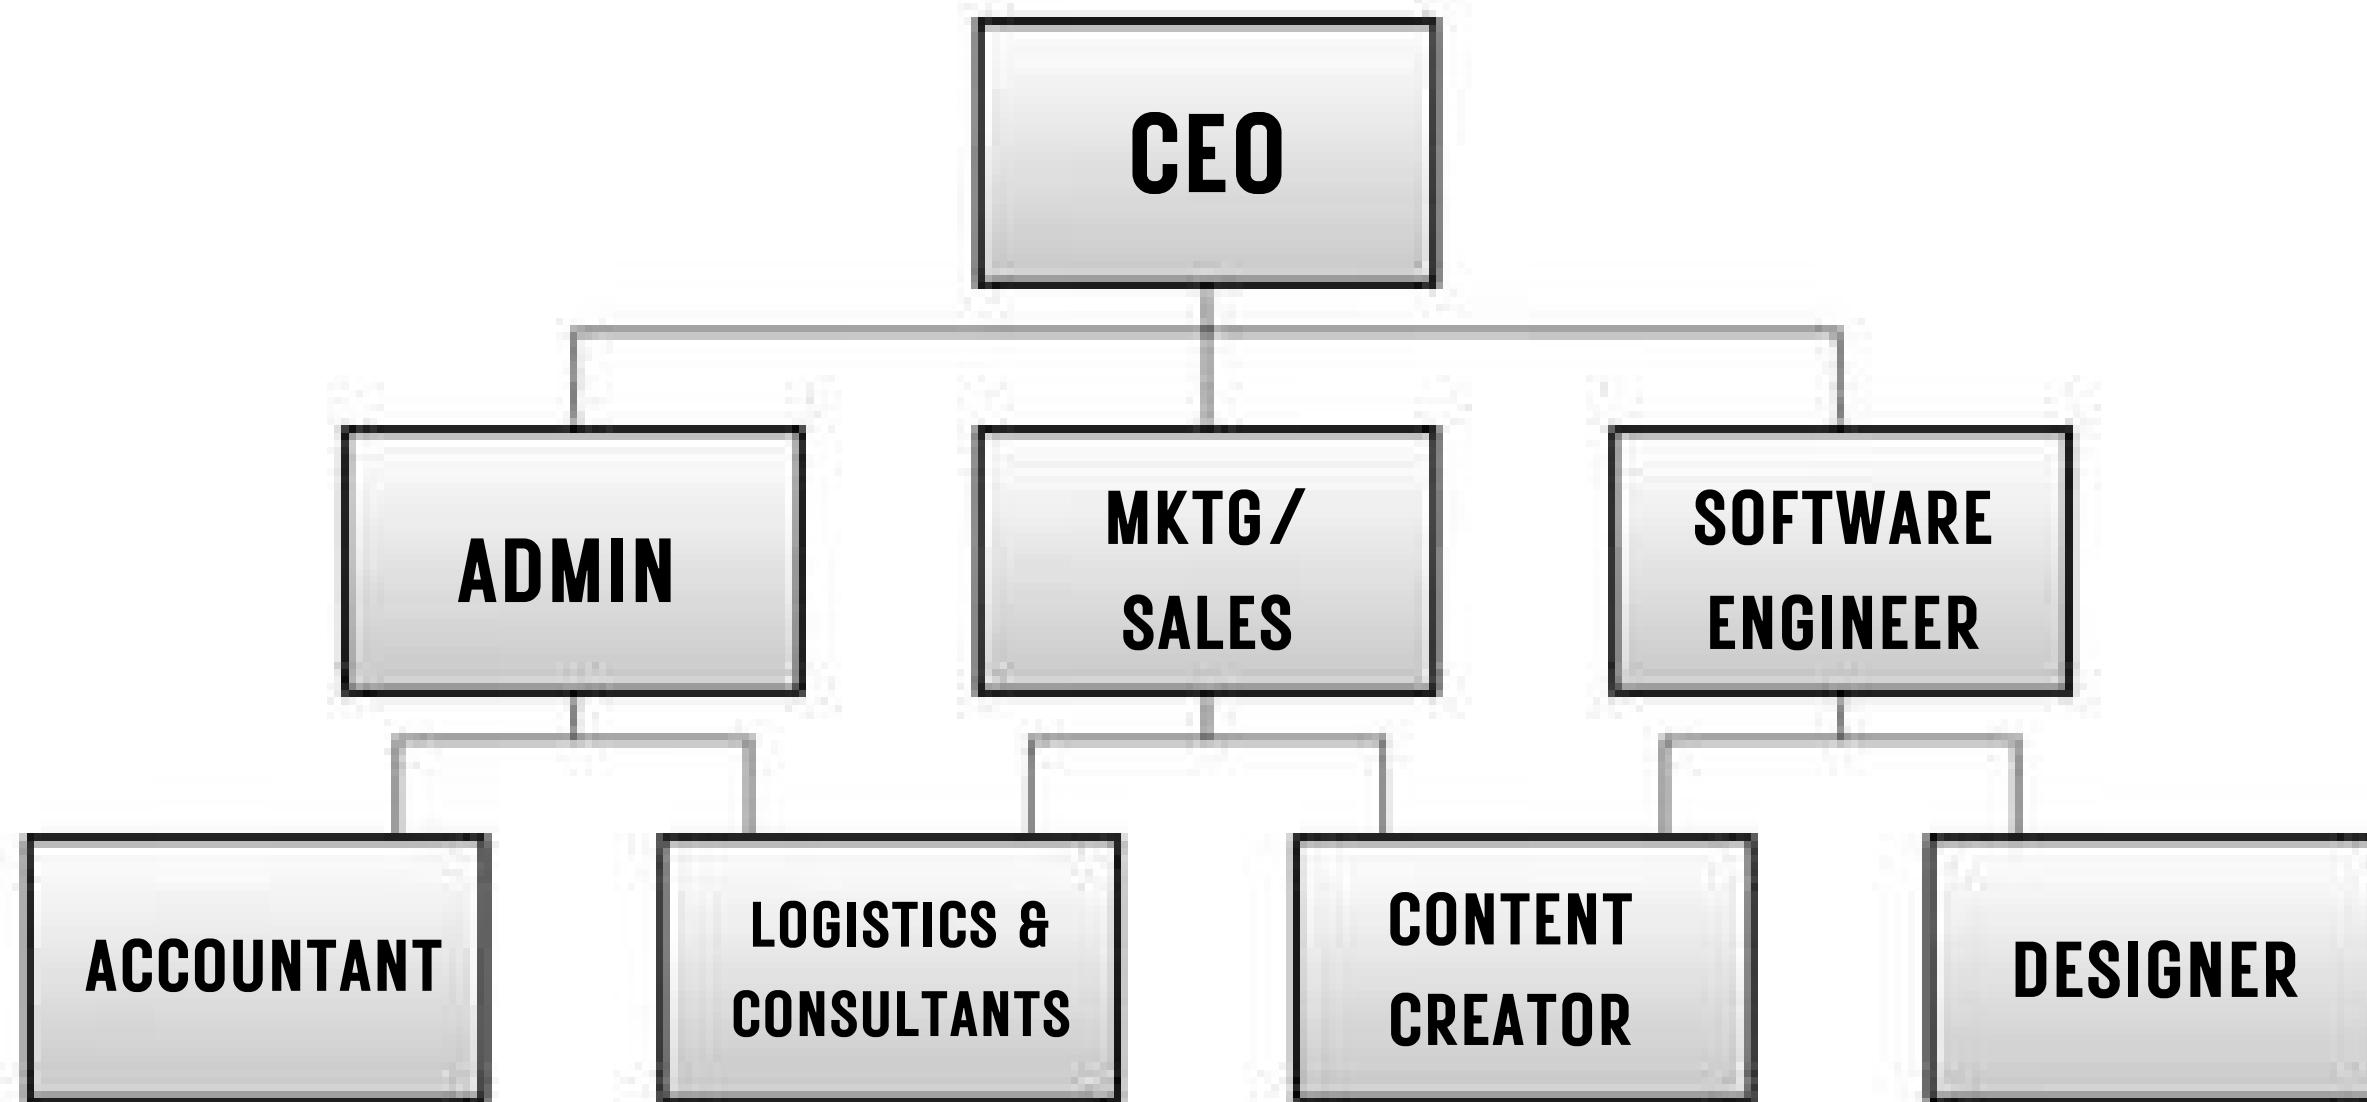 CEO
ADMIN
MKTG/
SALES
SOFTWARE
ENGINEER
ACCOUNTANT
LOGISTICS &
CONSULTANTS
CONTENT
CREATOR
DESIGNER